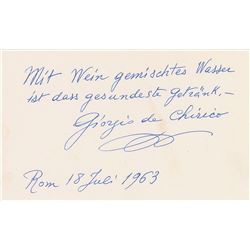 Mit Wein gemischtes Wasser
ist dass gesundeste Getränk, —
Giorgio de Chirico
Rom 18 Juli 1963